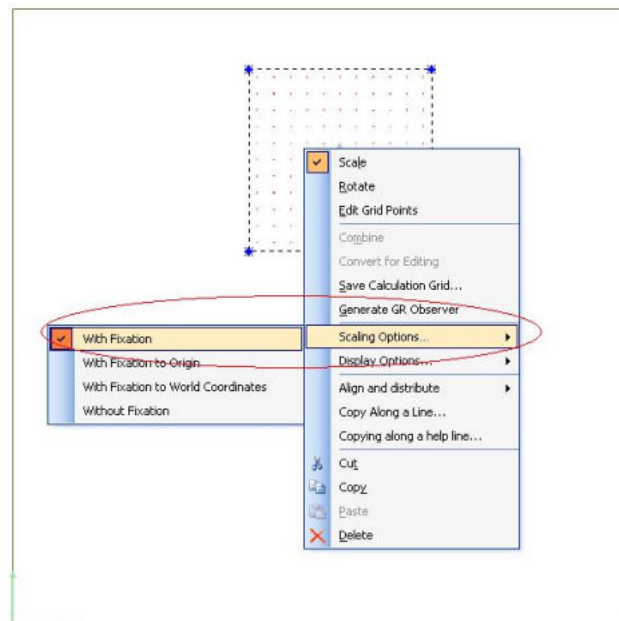 Scale
Rotate
Edit Grid Points
Combine
Convert for Editing
Save Calculation Grid...
Generate GR Observer
Scaling Options...
With Fixation
With Fixation to Origin
With Fixation to World Coordinates
Without Fixation
Display Options...
Align and distribute
Copy Along a Line...
Copying along a help line...
Cut
Copy
Paste
Delete